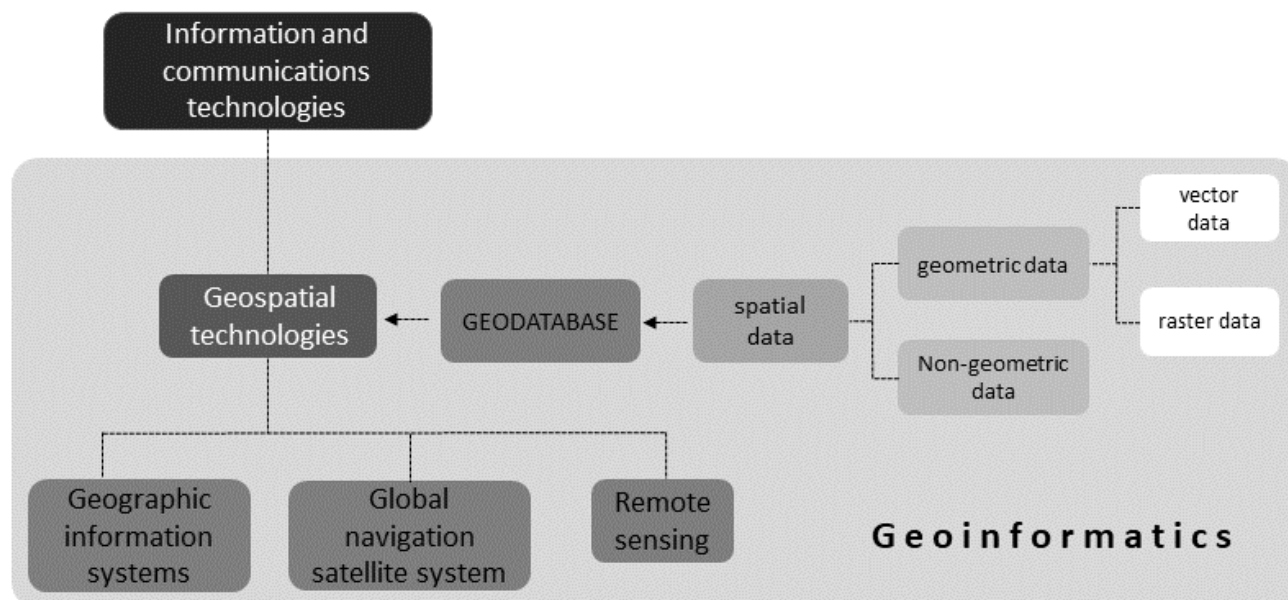 Information and
communications
technologies
vector
data
geometric data
Geospatial
technologies
GEODATABASE
spatial
data
raster data
Non-geometric
data
Geographic
information
systems
Global
navigation
satellite system
Remote
sensing
Geoinformatics